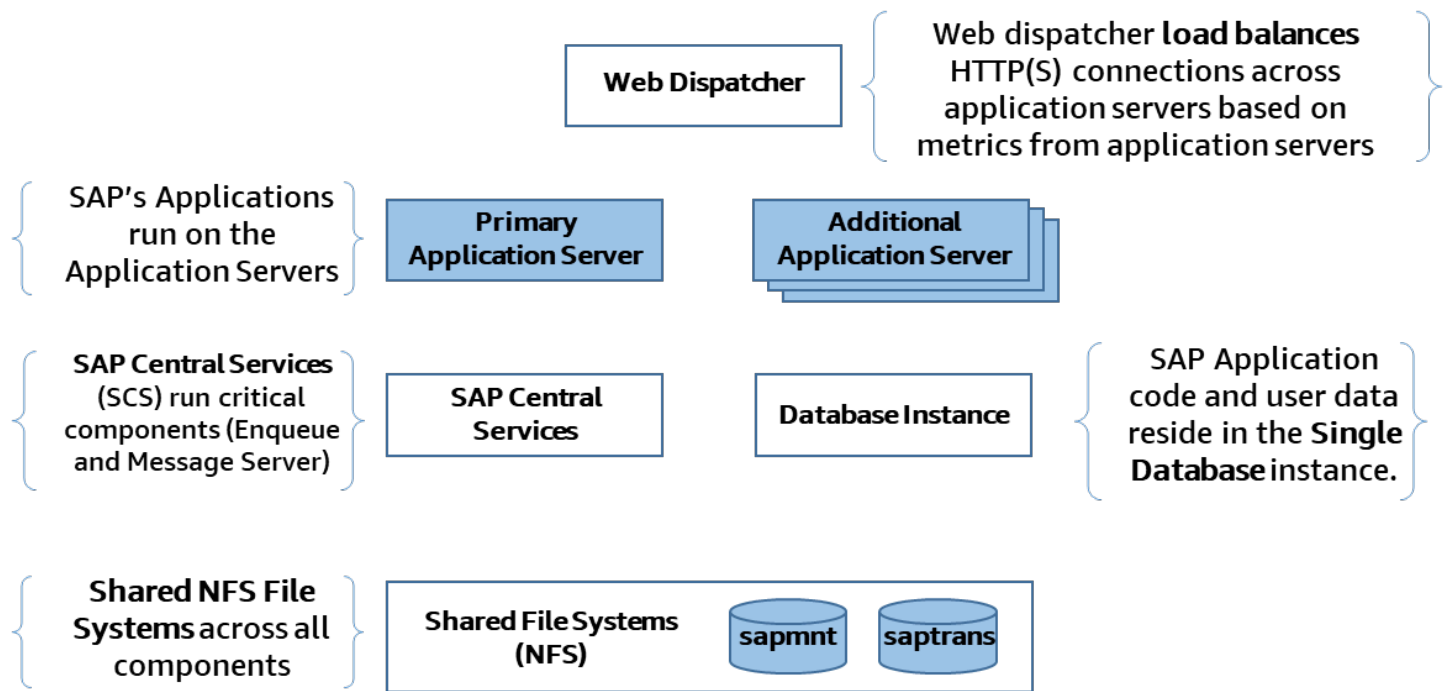 Web Dispatcher
Web dispatcher load balances
HTTP(S) connections across
application servers based on
metrics from application servers
SAP's Applications
run on the
Application Servers
Primary
Application Server
Additional
Application Server
SAP Central Services
(SCS) run critical
components (Enqueue
and Message Server)
SAP Central
Services
Database Instance
SAP Application
code and user data
reside in the Single
Database instance.
Shared NFS File
Systems across all
components
Shared File Systems
(NFS)
sapmnt
saptrans